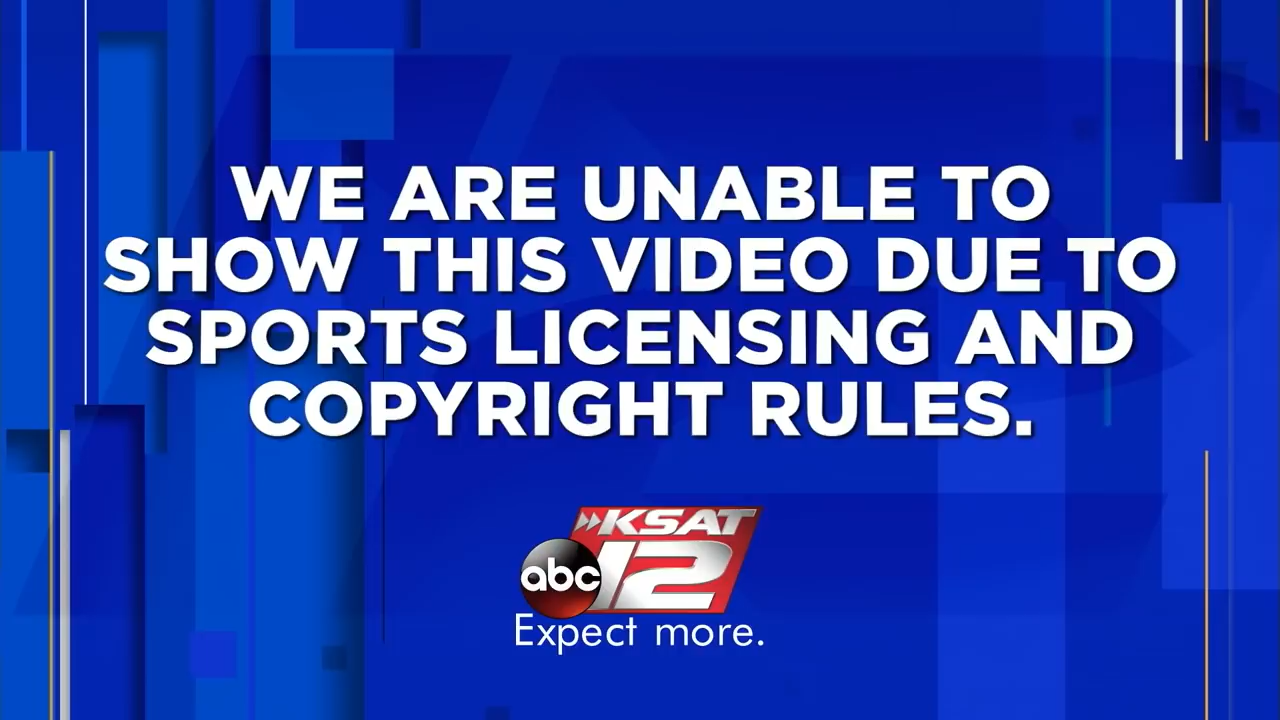 WE ARE UNABLE TO
SHOW THIS VIDEO DUE TO
SPORTS LICENSING AND
COPYRIGHT RULES.
KSAT
abc 12
Expect more.